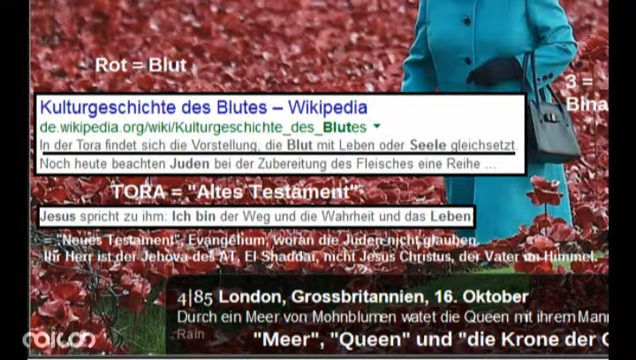 Rot = Blut
3 =
Kulturgeschichte des Blutes – Wikipedia
de.wikipedia.org/wiki/Kulturgeschichte_des_Blutes
In der Tora findet sich die Vorstellung, die Blut mit Leben oder Seele gleichsetzt.
Noch heute beachten Juden bei der Zubereitung des Fleisches eine Reihe ...
TORA = "Altes Testament".
Jesus spricht zu ihm: Ich bin der Weg und die Wahrheit und das Leben
= "Neues Testament", Evangelium, woran die Juden nicht glauben.
Ihr Herr ist der Jehova des AT, El Shaddai, nicht Jesus Christus, der Vater im Himmel.
4|85 London, Grossbritannien, 16. Oktober
Durch ein Meer von Mohnblumen watet die Queen mit ihrem Mann
Rain
"Meer", "Queen" und "die Krone der